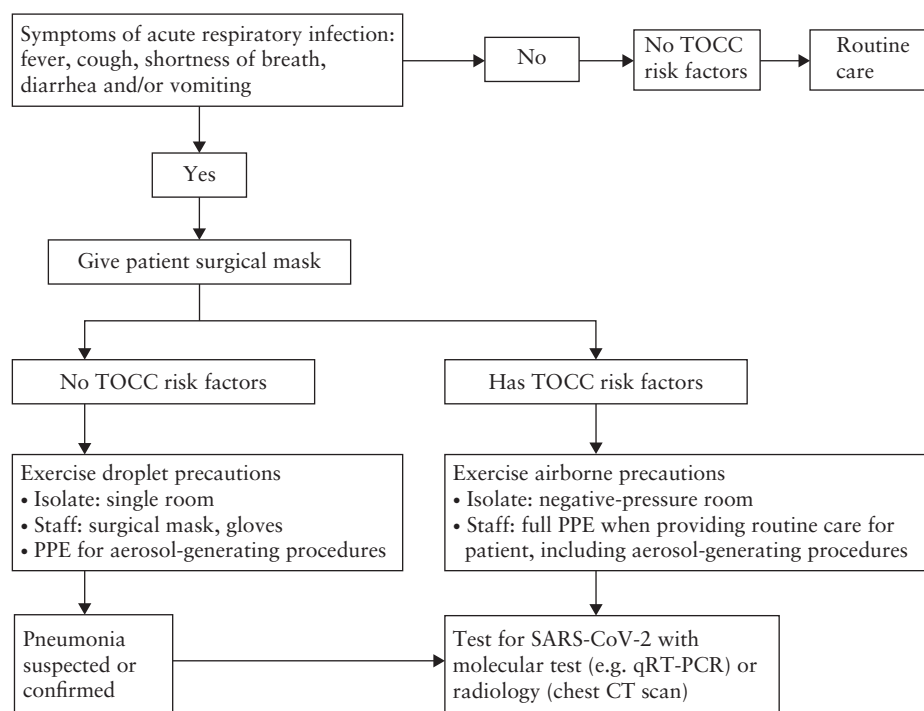 Symptoms of acute respiratory infection:
fever, cough, shortness of breath,
diarrhea and/or vomiting
No
No TOCC
risk factors
Routine
care
Yes
Give patient surgical mask
No TOCC risk factors
Has TOCC risk factors
Exercise droplet precautions
• Isolate: single room
• Staff: surgical mask, gloves
• PPE for aerosol-generating procedures
Exercise airborne precautions
• Isolate: negative-pressure room
• Staff: full PPE when providing routine care for
patient, including aerosol-generating procedures
Pneumonia
suspected or
confirmed
Test for SARS-CoV-2 with
molecular test (e.g. qRT-PCR) or
radiology (chest CT scan)